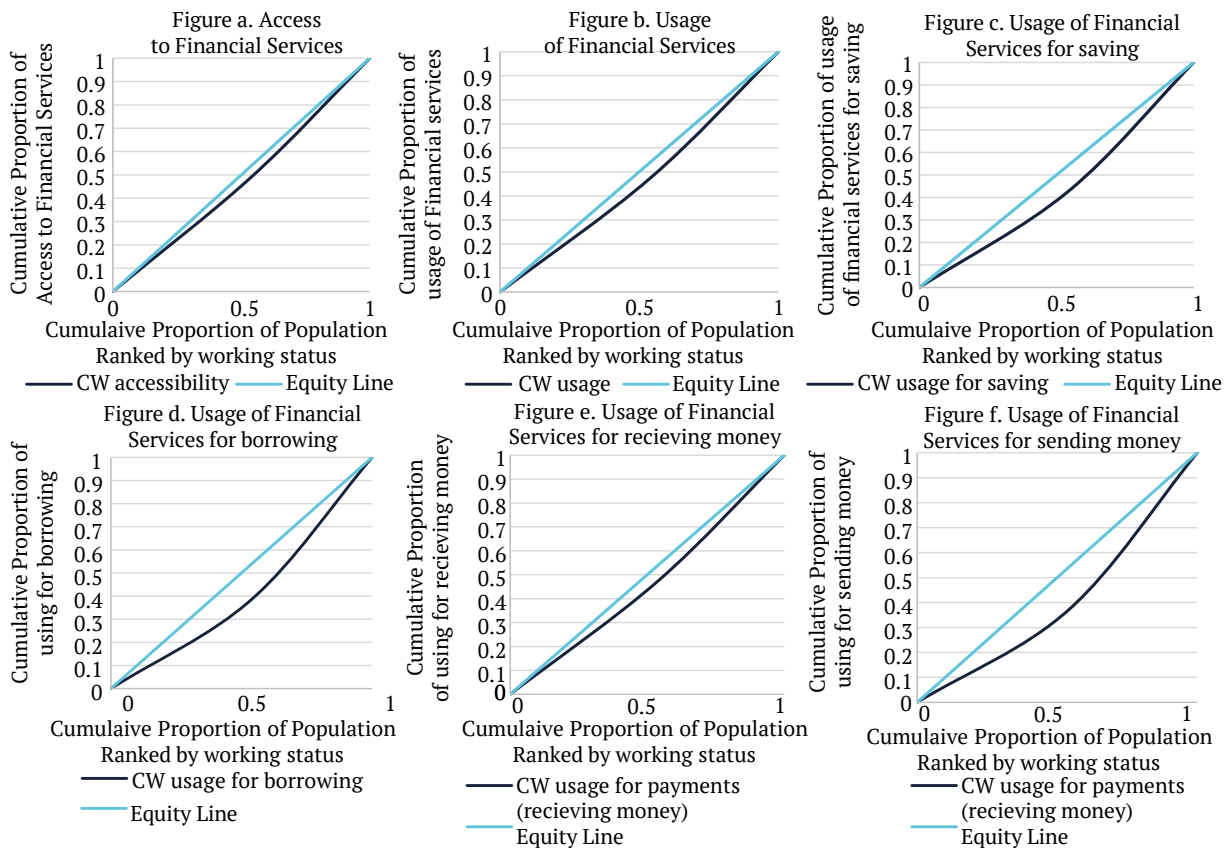 Figure a. Access
to Financial Services
Cumulative Proportion of
Access to Financial Services
1
0.9
0.8
0.7
0.6
0.5
0.4
0.3
0.2
0.1
0
0
0.5
1
Cumulaive Proportion of Population
Ranked by working status
CW accessibility
Equity Line
Figure b. Usage
of Financial Services
Cumulative Proportion of
usage of Financial services
1
0.9
0.8
0.7
0.6
0.5
0.4
0.3
0.2
0.1
0
0
0.5
1
Cumulaive Proportion of Population
Ranked by working status
CW usage
Equity Line
Figure c. Usage of Financial
Services for saving
Cumulative Proportion of usage
of financial services for saving
1
0.9
0.8
0.7
0.6
0.5
0.4
0.3
0.2
0.1
0
0
0.5
1
Cumulaive Proportion of Population
Ranked by working status
CW usage for saving
Equity Line
Figure d. Usage of Financial
Services for borrowing
Cumulative Proportion of
using for borrowing
1
0.9
0.8
0.7
0.6
0.5
0.4
0.3
0.2
0.1
0
0
0.5
1
Cumulaive Proportion of Population
Ranked by working status
CW usage for borrowing
Equity Line
Figure e. Usage of Financial
Services for recieving money
Cumulative Proportion
of using for recieving money
1
0.9
0.8
0.7
0.6
0.5
0.4
0.3
0.2
0.1
0
0
0.5
1
Cumulaive Proportion of Population
Ranked by working status
CW usage for payments
(recieving money)
Equity Line
Figure f. Usage of Financial
Services for sending money
Cumulative Proportion of
using for sending money
1
0.9
0.8
0.7
0.6
0.5
0.4
0.3
0.2
0.1
0
0
0.5
1
Cumulaive Proportion of Population
Ranked by working status
CW usage for payments
(recieving money)
Equity Line